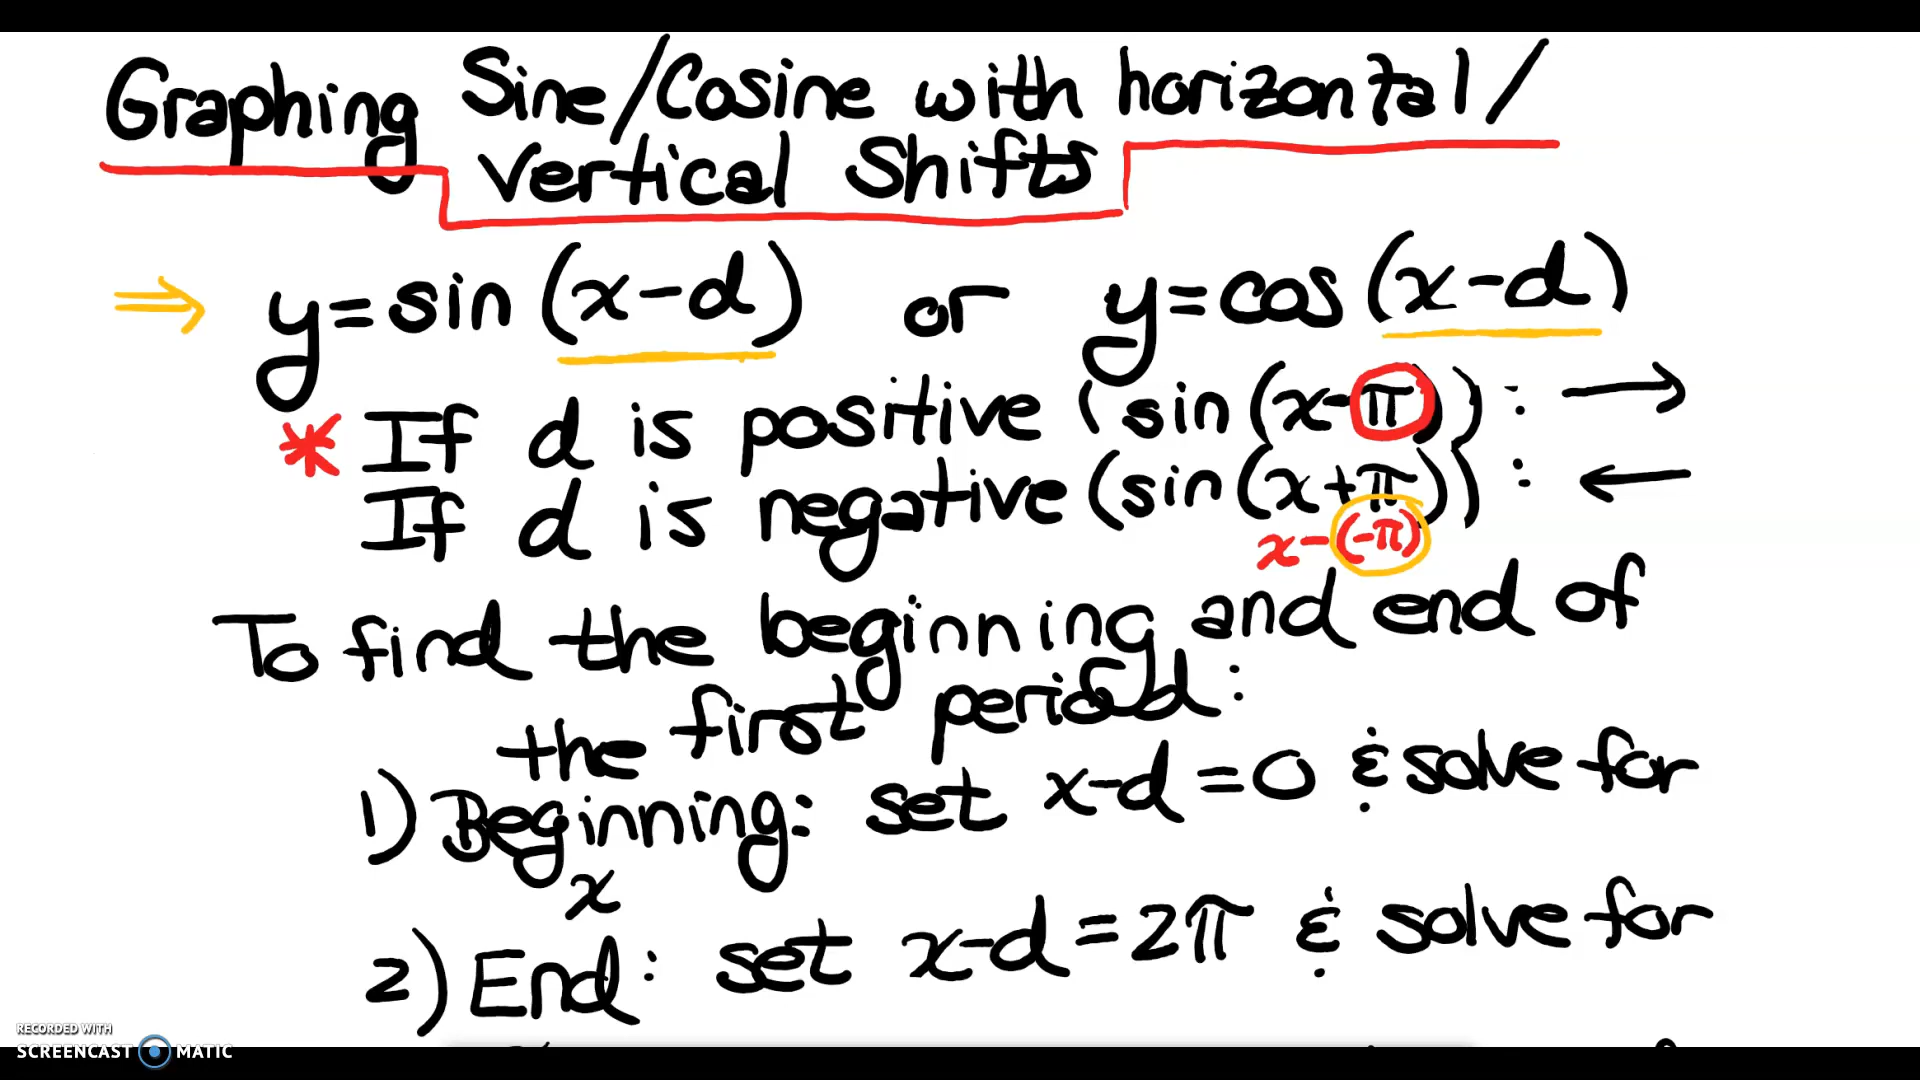 Graphing Sine/Cosine with horizontal/
vertical Shifts
⇒ y=sin(x-d) or y=cos(x-d)
* If d is positive (sin(x-π)): →
If d is negative (sin(x+π)): ←
x-(-π)
To find the beginning and end of
the first period:
1) Beginning: set x-d=0 & solve for
x
2) End: set x-d=2π & solve for
RECORDED WITH
SCREENCAST MATIC